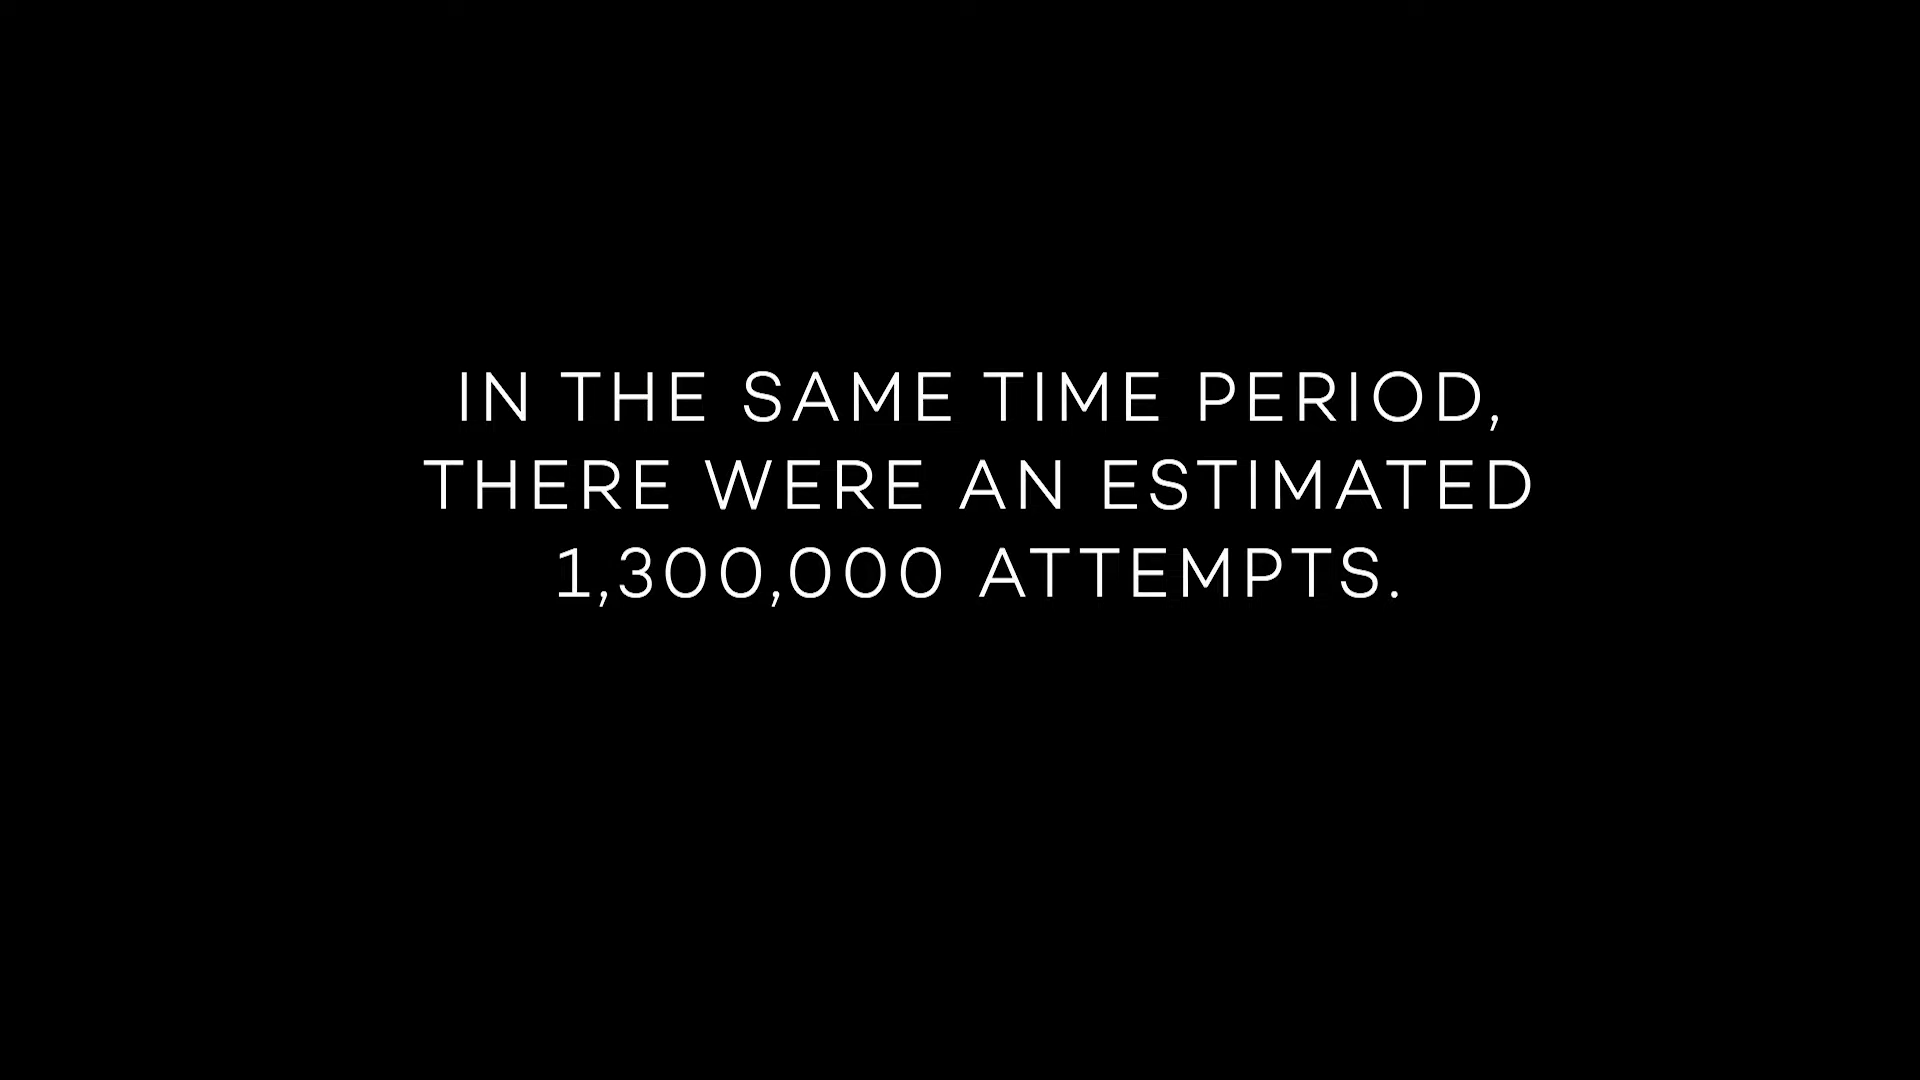 IN THE SAME TIME PERIOD,
THERE WERE AN ESTIMATED
1,300,000 ATTEMPTS.